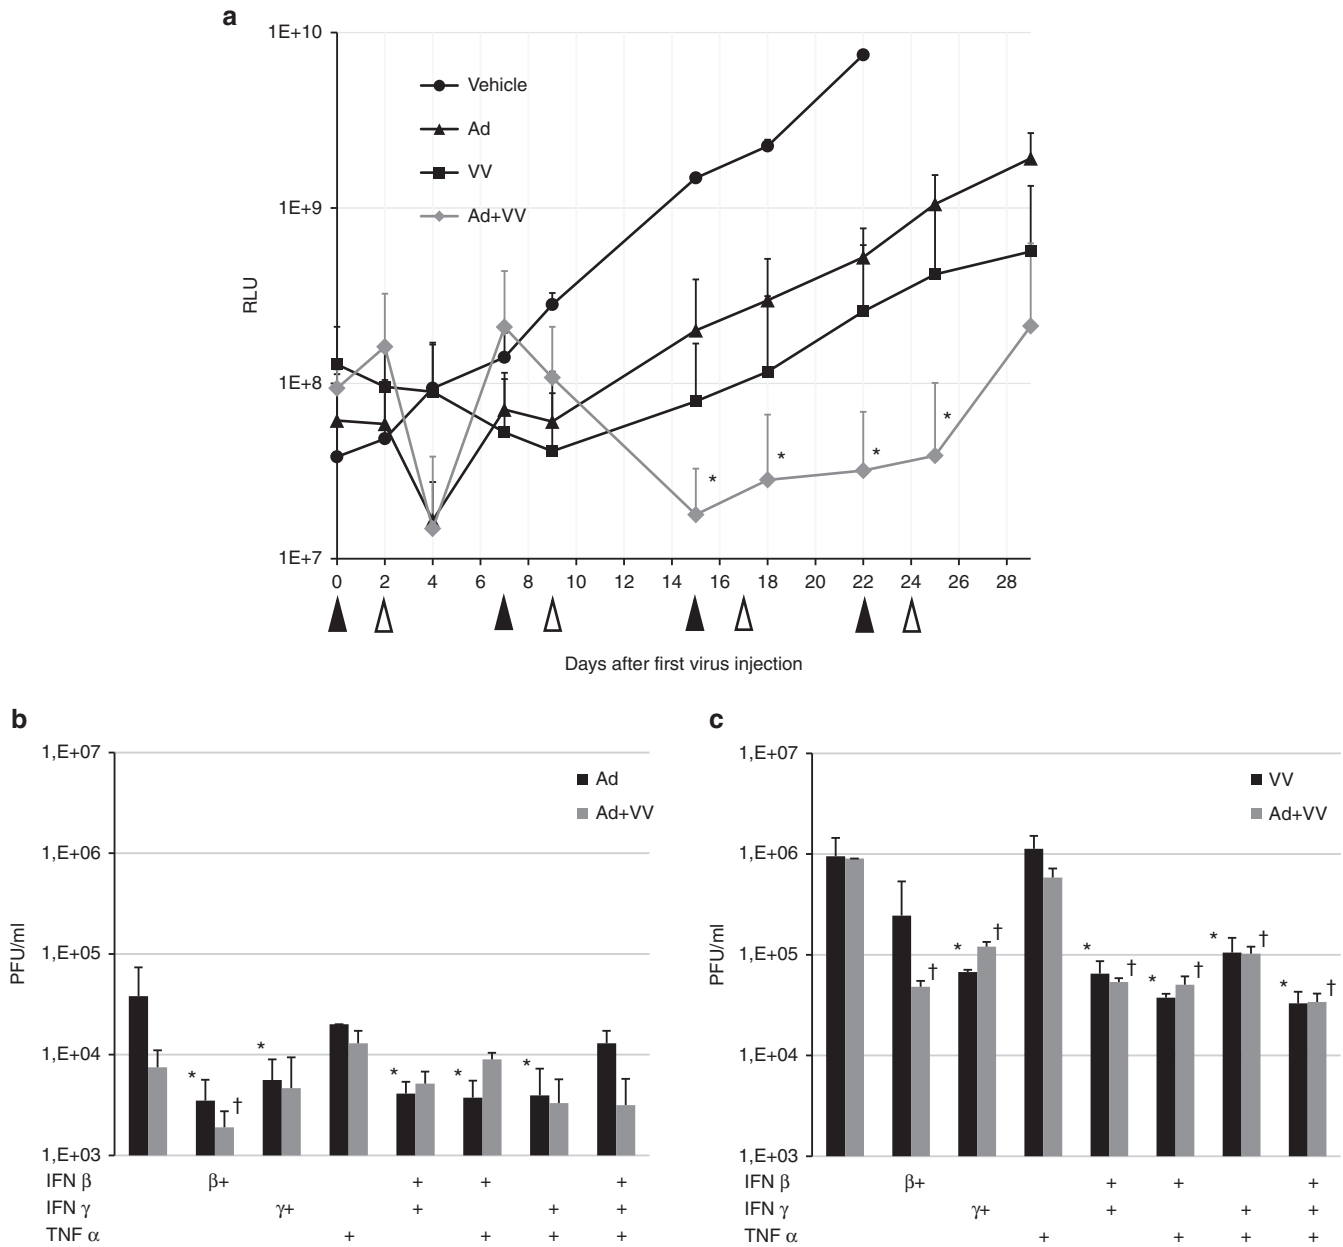 a
1E+10
Vehicle
Ad
VV
Ad+VV
1E+9
RLU
1E+8
*
*
*
*
1E+7
0 2 4 6 8 10 12 14 16 18 20 22 24 26 28
Days after first virus injection
b
1,E+07
Ad
Ad+VV
1,E+06
PFU/ml
1,E+05
1,E+04
* † * * * *
1,E+03
IFN β β+ + + +
IFN γ γ+ + + +
TNF α + + + +
c
1,E+07
VV
Ad+VV
1,E+06
PFU/ml
1,E+05
† * † * † * † * † * †
1,E+04
1,E+03
IFN β β+ + + +
IFN γ γ+ + + +
TNF α + + + +